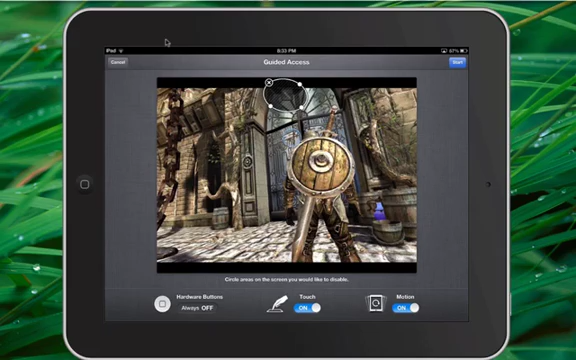 iPad
8:33 PM
67%
Cancel
Guided Access
Start
Circle areas on the screen you would like to disable.
Hardware Buttons
Always OFF
Touch
ON
Motion
ON